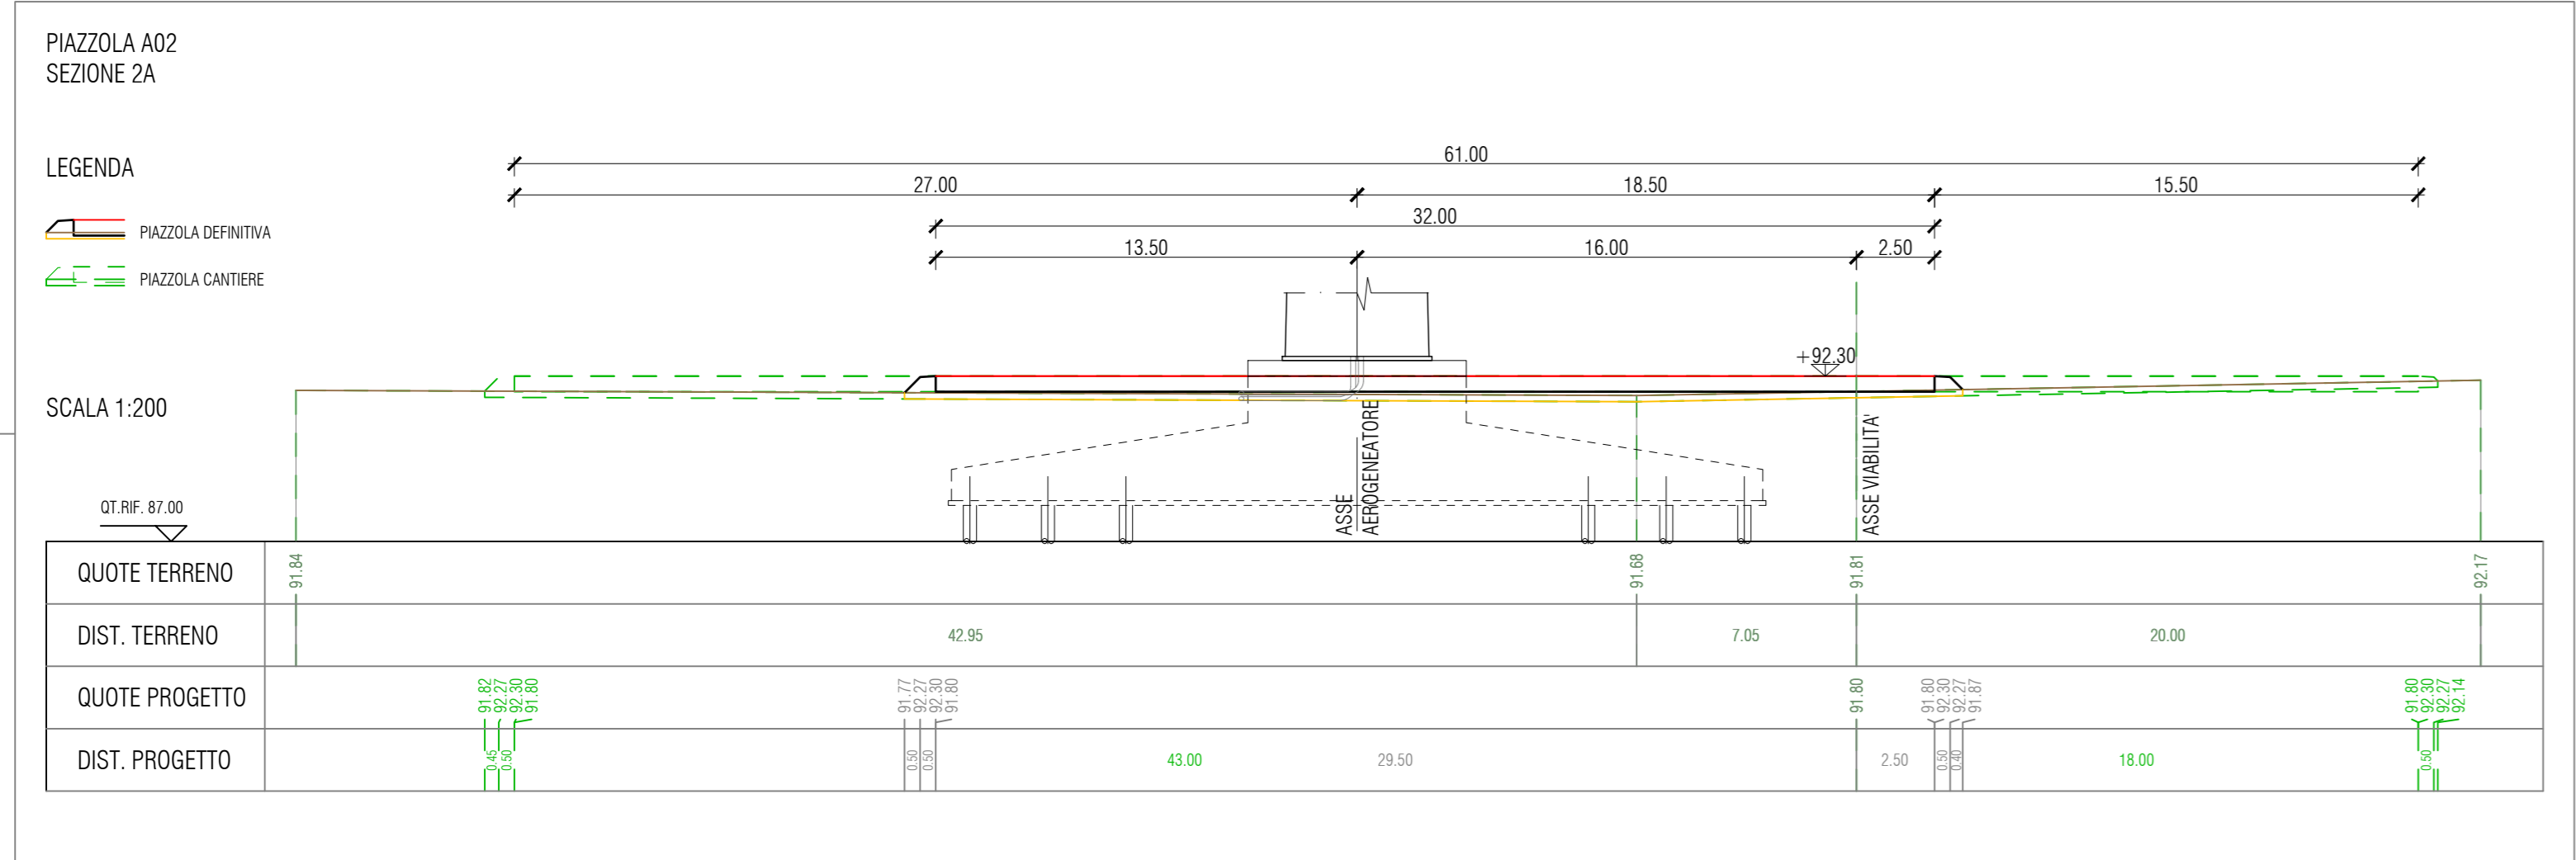 PIAZZOLA A02
SEZIONE 2A
LEGENDA
PIAZZOLA DEFINITIVA
PIAZZOLA CANTIERE
SCALA 1:200
61.00
27.00 18.50 15.50
32.00
13.50 16.00 2.50
+92.30
ASSE
AEROGENEATORE
ASSE VIABILITA'
QT.RIF. 87.00
QUOTE TERRENO 91.84 91.68 91.81 92.17
DIST. TERRENO 42.95 7.05 20.00
QUOTE PROGETTO 91.82 92.27 92.30 91.80 91.77 92.27 92.30 91.80 91.80 91.80 92.30 92.27 91.87 91.80 92.30 92.27 92.14
DIST. PROGETTO 0.45 0.50 0.50 0.50 43.00 29.50 2.50 0.50 0.40 18.00 0.50